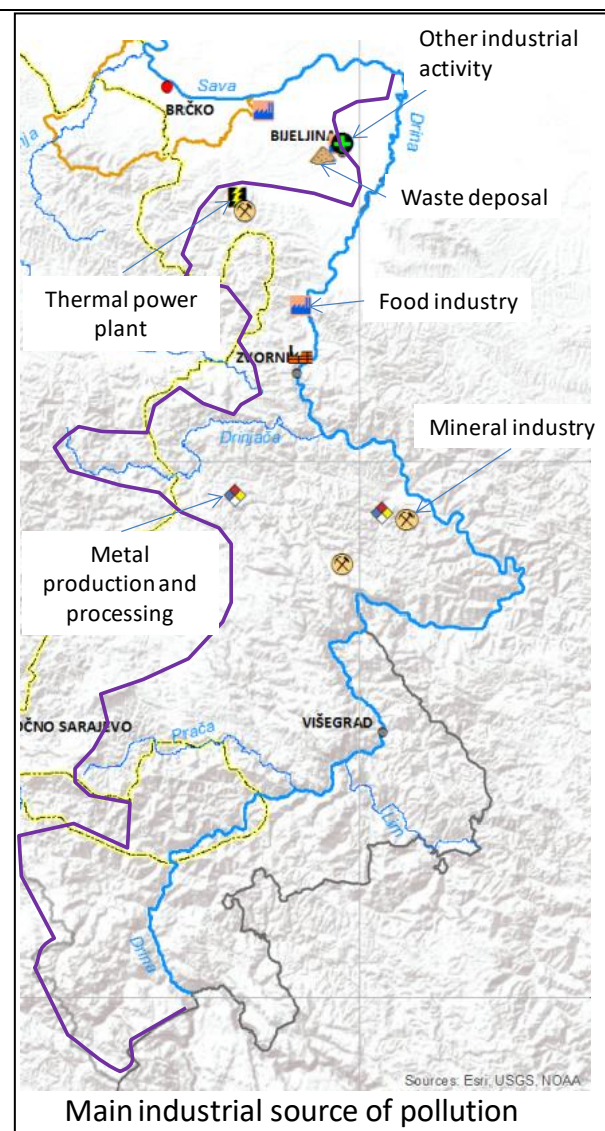 Other industrial
activity
Sava
BRČKO
BIJELJINA
Drina
Waste deposal
Thermal power
plant
Food industry
ZVORNI
Drinjača
Mineral industry
Metal
production and
processing
VIŠEGRAD
OČNO SARAJEVO
Prača
Lim
Drina
Sources: Esri, USGS, NOAA
Main industrial source of pollution